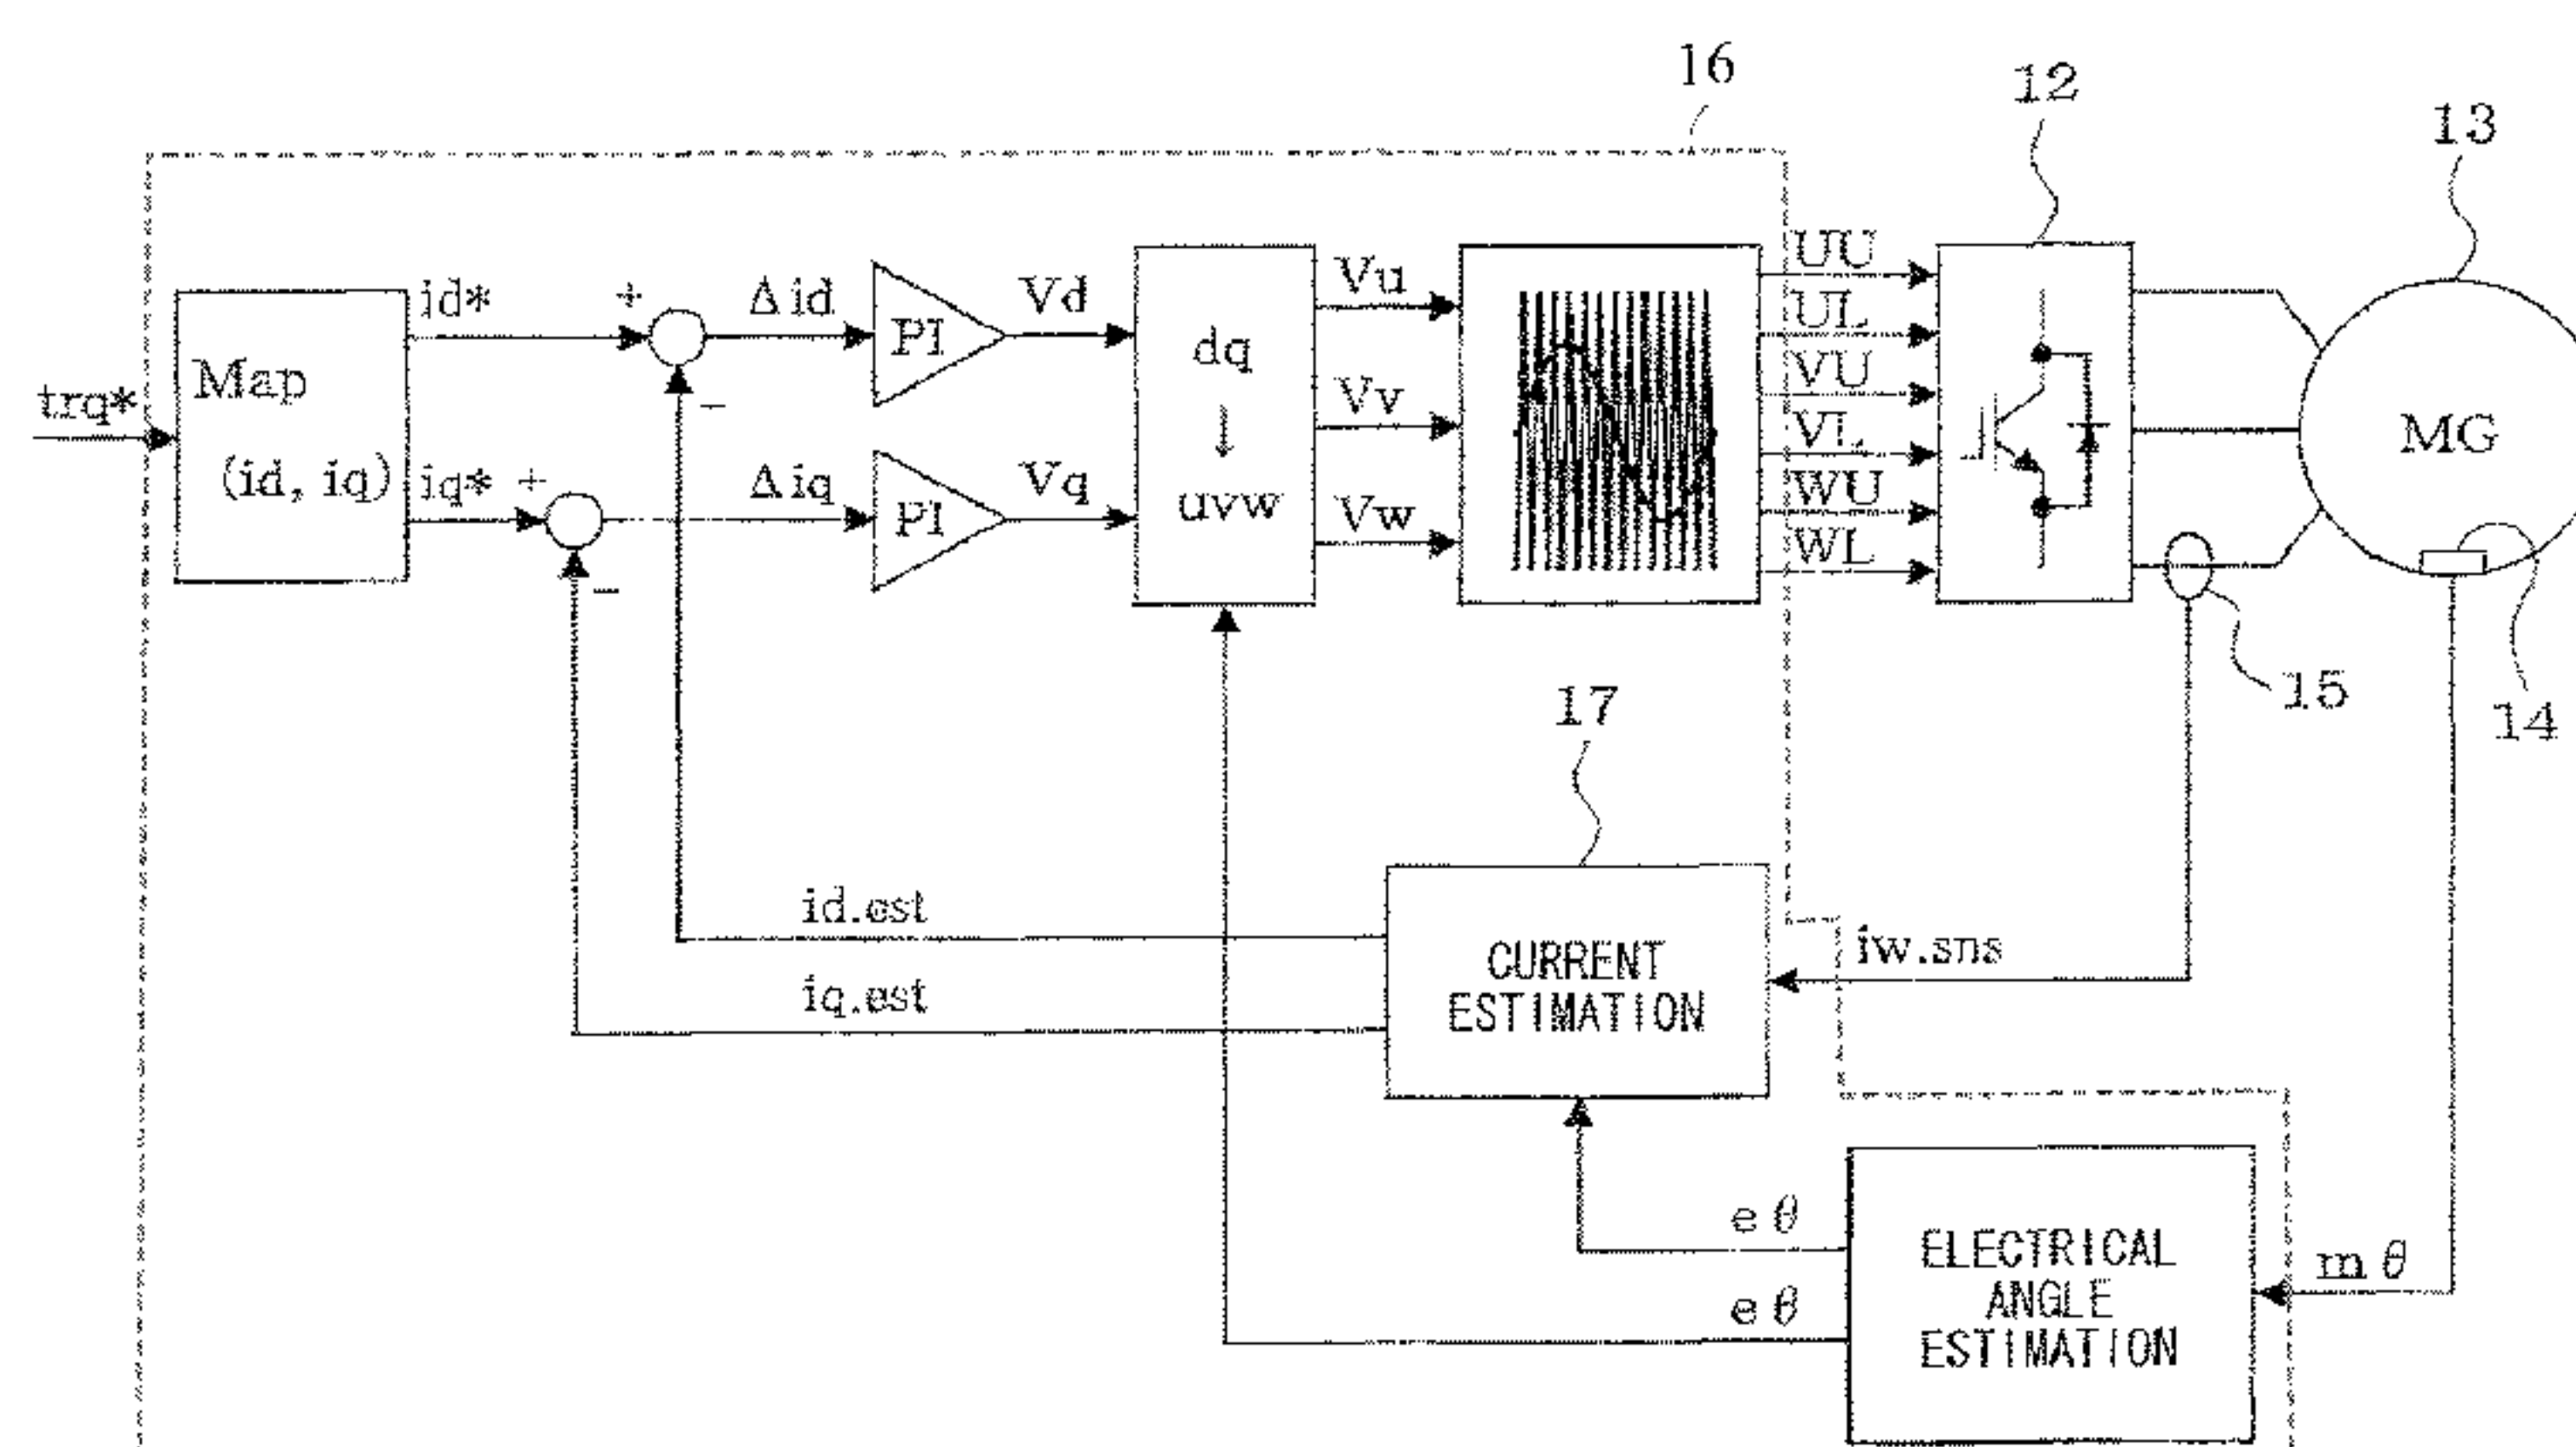 16
12
13
UU
id*
+
Δid
PI
Vd
dq
↓
uvw
Vu
UL
Map
(id, iq)
trq*
VU
Vv
−
VL
MG
iq*
+
Δiq
PI
Vq
Vw
WU
WL
−
17
15
14
id.est
CURRENT
ESTIMATION
iw.sns
iq.est
eθ
ELECTRICAL
ANGLE
ESTIMATION
mθ
eθ